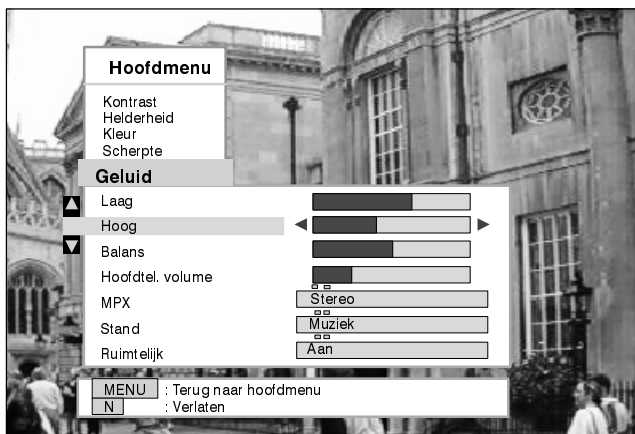 Hoofdmenu
Kontrast
Helderheid
Kleur
Scherpte
Geluid
Laag
Hoog
Balans
Hoofdtel. volume
MPX Stereo
Stand Muziek
Ruimtelijk Aan
MENU : Terug naar hoofdmenu
N : Verlaten